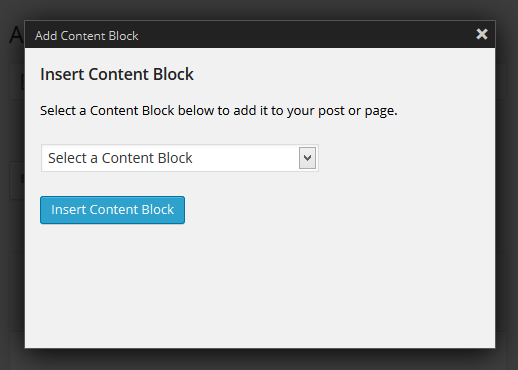 Add Content Block
Insert Content Block
Select a Content Block below to add it to your post or page.
Select a Content Block
Insert Content Block